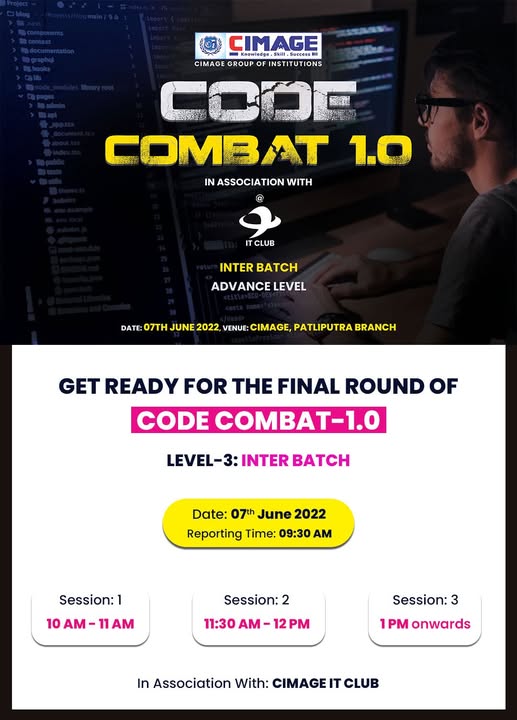 CIMAGE
Knowledge . Skill . Success
CIMAGE GROUP OF INSTITUTIONS
CODE
COMBAT 1.0
IN ASSOCIATION WITH
@
IT CLUB
INTER BATCH
ADVANCE LEVEL
DATE: 07TH JUNE 2022, VENUE: CIMAGE, PATLIPUTRA BRANCH
GET READY FOR THE FINAL ROUND OF
CODE COMBAT-1.0
LEVEL-3: INTER BATCH
Date: 07th June 2022
Reporting Time: 09:30 AM
Session: 1
10 AM - 11 AM
Session: 2
11:30 AM - 12 PM
Session: 3
1 PM onwards
In Association With: CIMAGE IT CLUB